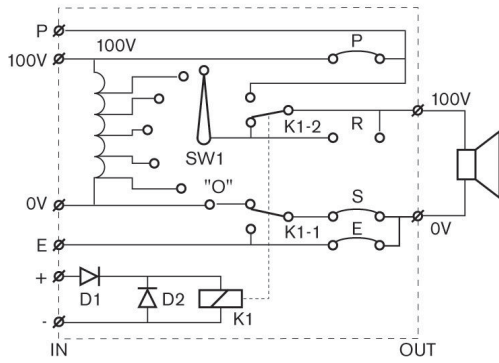 P
P
100V
100V
100V
K1-2
R
SW1
"O"
0V
S
K1-1
0V
E
E
+
D1
D2
K1
-
IN
OUT